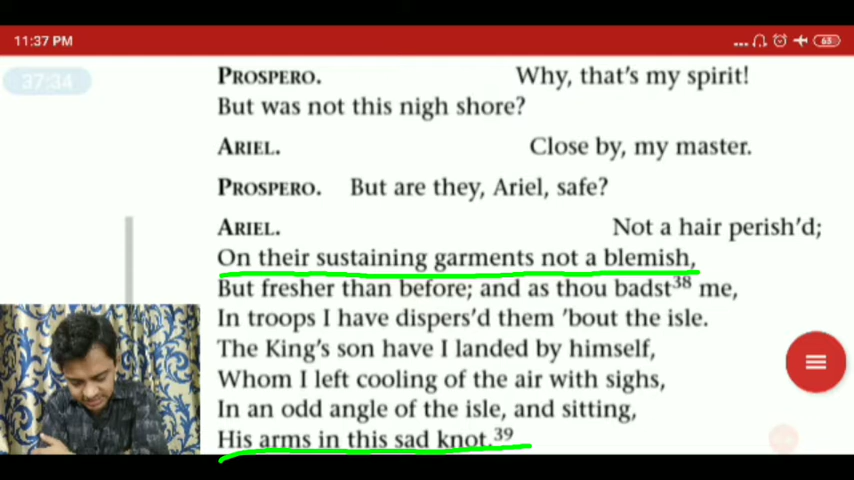 11:37 PM
63
37:34
PROSPERO. Why, that's my spirit!
But was not this nigh shore?
ARIEL. Close by, my master.
PROSPERO. But are they, Ariel, safe?
ARIEL. Not a hair perish'd;
On their sustaining garments not a blemish,
But fresher than before; and as thou badst³⁸ me,
In troops I have dispers'd them 'bout the isle.
The King's son have I landed by himself,
Whom I left cooling of the air with sighs,
In an odd angle of the isle, and sitting,
His arms in this sad knot.³⁹